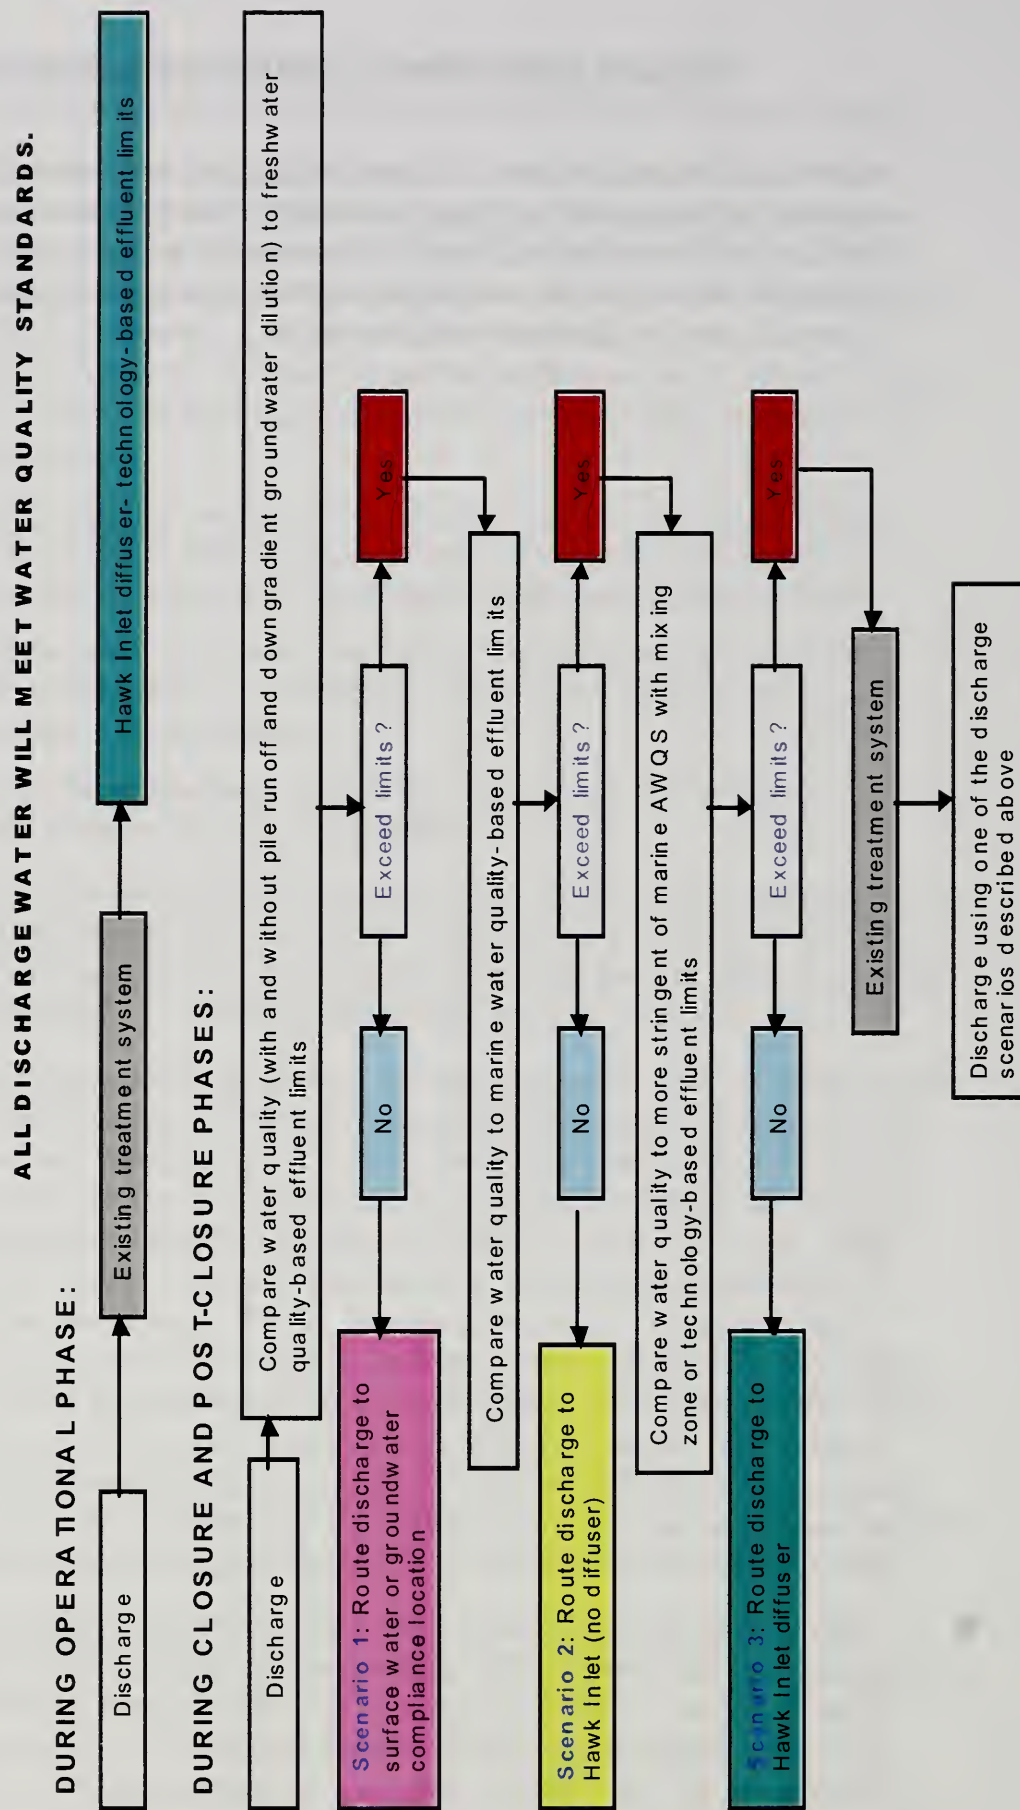 ALL DISCHARGE WATER WILL MEET WATER QUALITY STANDARDS.
DURING OPERATIONAL PHASE:
Discharge
Existing treatment system
Hawk Inlet diffuser- technology-based effluent limits
DURING CLOSURE AND POST-CLOSURE PHASES:
Discharge
Compare water quality (with and without pile runoff and downgradient groundwater dilution) to freshwater
quality-based effluent limits
Scenario 1: Route discharge to
surface water or groundwater
compliance location
No
Exceed limits?
Yes
Compare water quality to marine water quality-based effluent limits
Scenario 2: Route discharge to
Hawk Inlet (no diffuser)
No
Exceed limits?
Yes
Compare water quality to more stringent of marine AWQS with mixing
zone or technology-based effluent limits
Scenario 3: Route discharge to
Hawk Inlet diffuser
No
Exceed limits?
Yes
Existing treatment system
Discharge using one of the discharge
scenarios described above